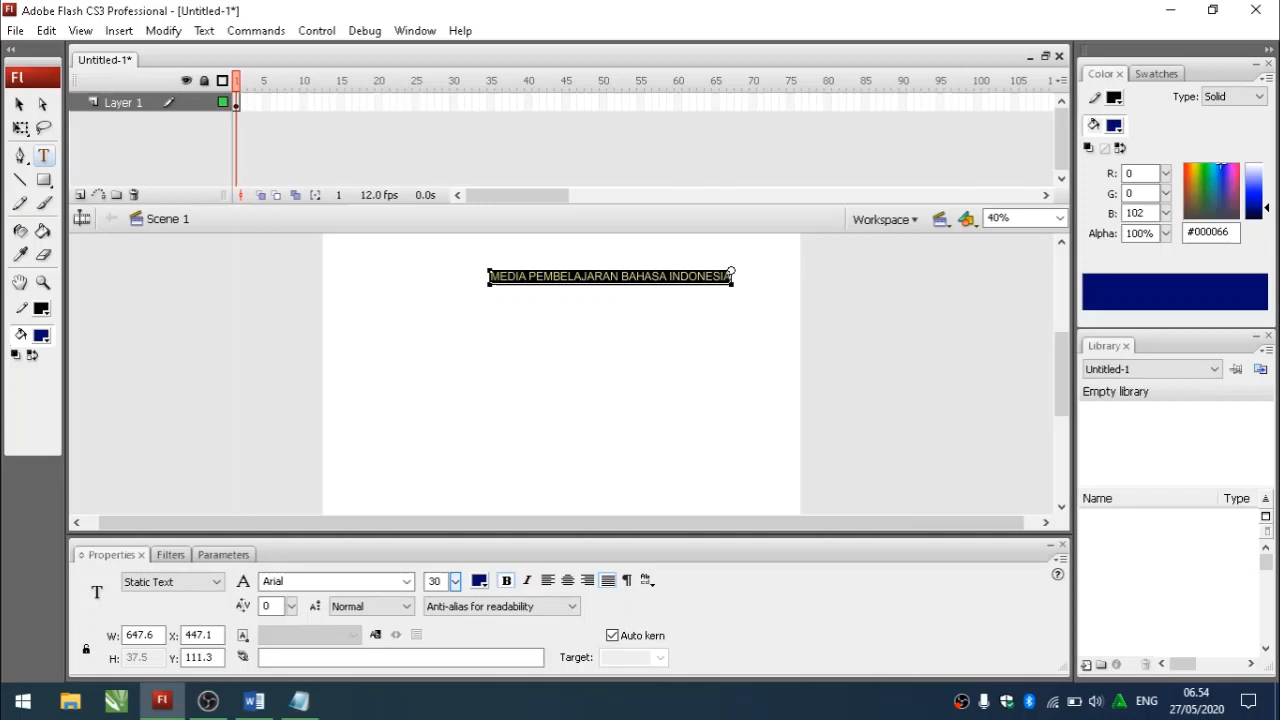 Fl Adobe Flash CS3 Professional - [Untitled-1*]
File Edit View Insert Modify Text Commands Control Debug Window Help
Fl
Untitled-1*
1 5 10 15 20 25 30 35 40 45 50 55 60 65 70 75 80 85 90 95 100 105 1
Layer 1
1 12.0 fps 0.0s
Scene 1
Workspace
40%
MEDIA PEMBELAJARAN BAHASA INDONESIA
Color Swatches
Type: Solid
R: 0
G: 0
B: 102
Alpha: 100% #000066
Library
Untitled-1
Empty library
Name Type
Properties Filters Parameters
T Static Text A Arial 30 B I
A/V 0 Normal Anti-alias for readability
W: 647.6 X: 447.1 Auto kern
H: 37.5 Y: 111.3 Target:
Fl
ENG
06.54
27/05/2020